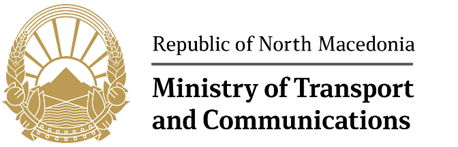 Republic of North Macedonia
Ministry of Transport
and Communications